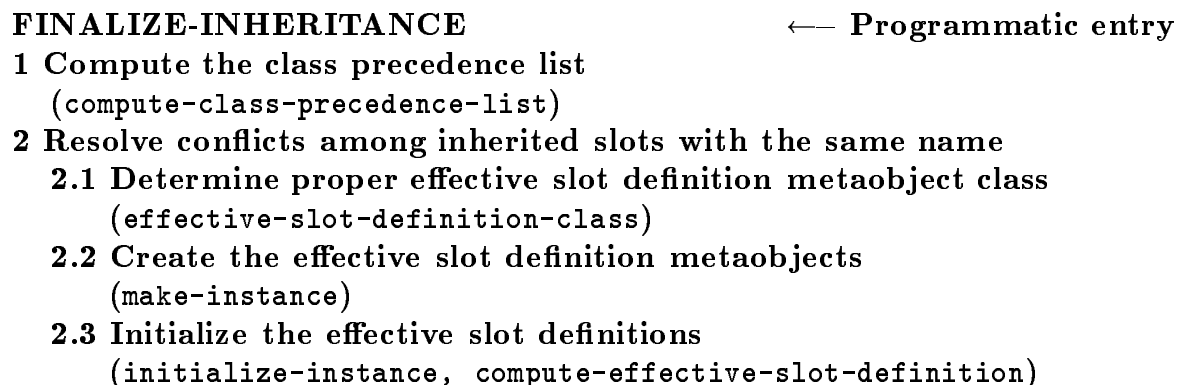 FINALIZE-INHERITANCE ←– Programmatic entry
1 Compute the class precedence list
(compute-class-precedence-list)
2 Resolve conflicts among inherited slots with the same name
2.1 Determine proper effective slot definition metaobject class
(effective-slot-definition-class)
2.2 Create the effective slot definition metaobjects
(make-instance)
2.3 Initialize the effective slot definitions
(initialize-instance, compute-effective-slot-definition)